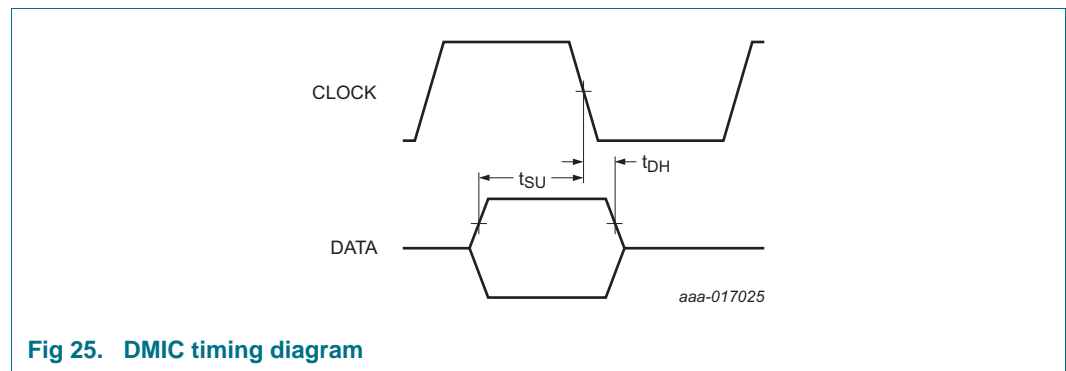 CLOCK
tDH
tSU
DATA
aaa-017025
Fig 25. DMIC timing diagram